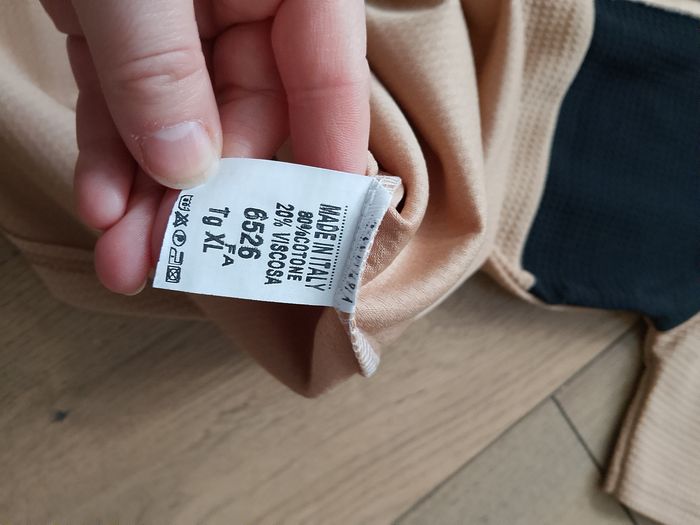 MADE IN ITALY
80%COTONE
20% VISCOSA
6526
FA
Tg XL